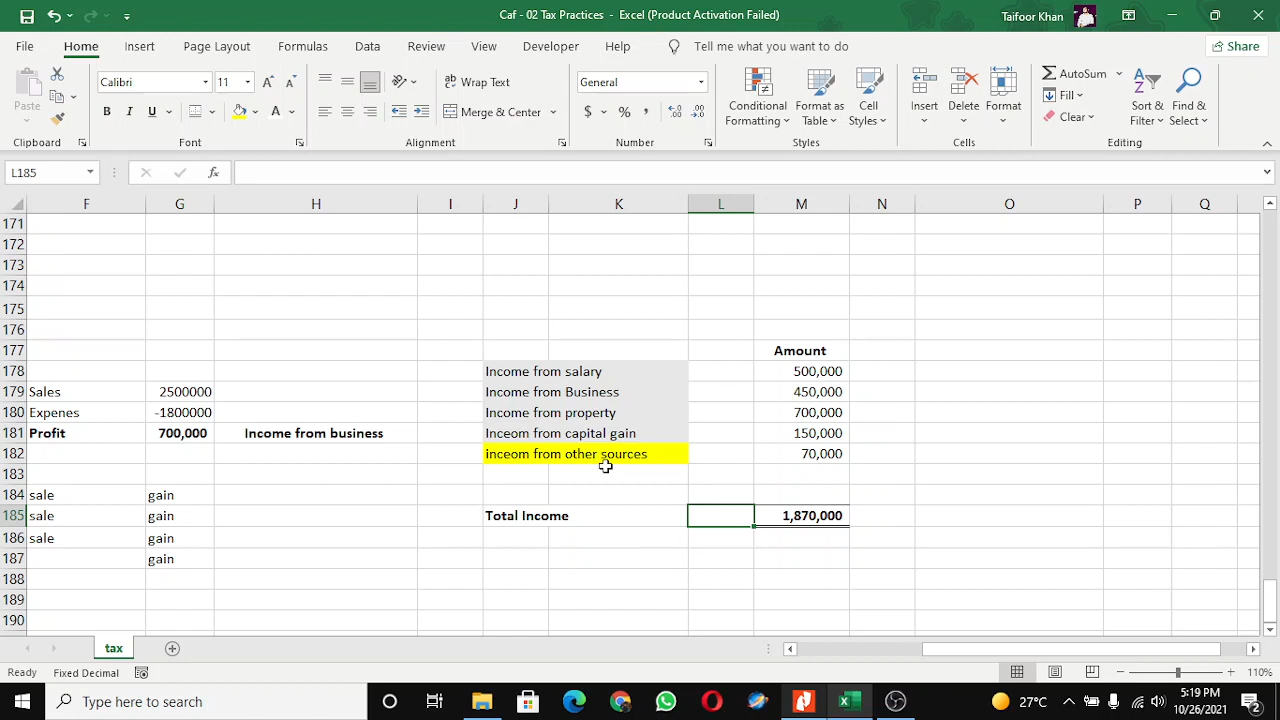 Caf - 02 Tax Practices - Excel (Product Activation Failed)
Taifoor Khan
File Home Insert Page Layout Formulas Data Review View Developer Help Tell me what you want to do Share
Paste
Clipboard
Calibri 11
B I U
Font
Wrap Text
Merge & Center
Alignment
General
$ % ,
Number
Conditional Formatting
Format as Table
Cell Styles
Styles
Insert
Delete
Format
Cells
AutoSum
Fill
Clear
Sort & Filter
Find & Select
Editing
L185
fx
F G H I J K L M N O P Q
171
172
173
174
175
176
177 Amount
178 Income from salary 500,000
179 Sales 2500000 Income from Business 450,000
180 Expenes -1800000 Income from property 700,000
181 Profit 700,000 Income from business Inceom from capital gain 150,000
182 inceom from other sources 70,000
183
184 sale gain
185 sale gain Total Income 1,870,000
186 sale gain
187 gain
188
189
190
tax
Ready Fixed Decimal 110%
Type here to search
27°C
5:19 PM
10/26/2021
2